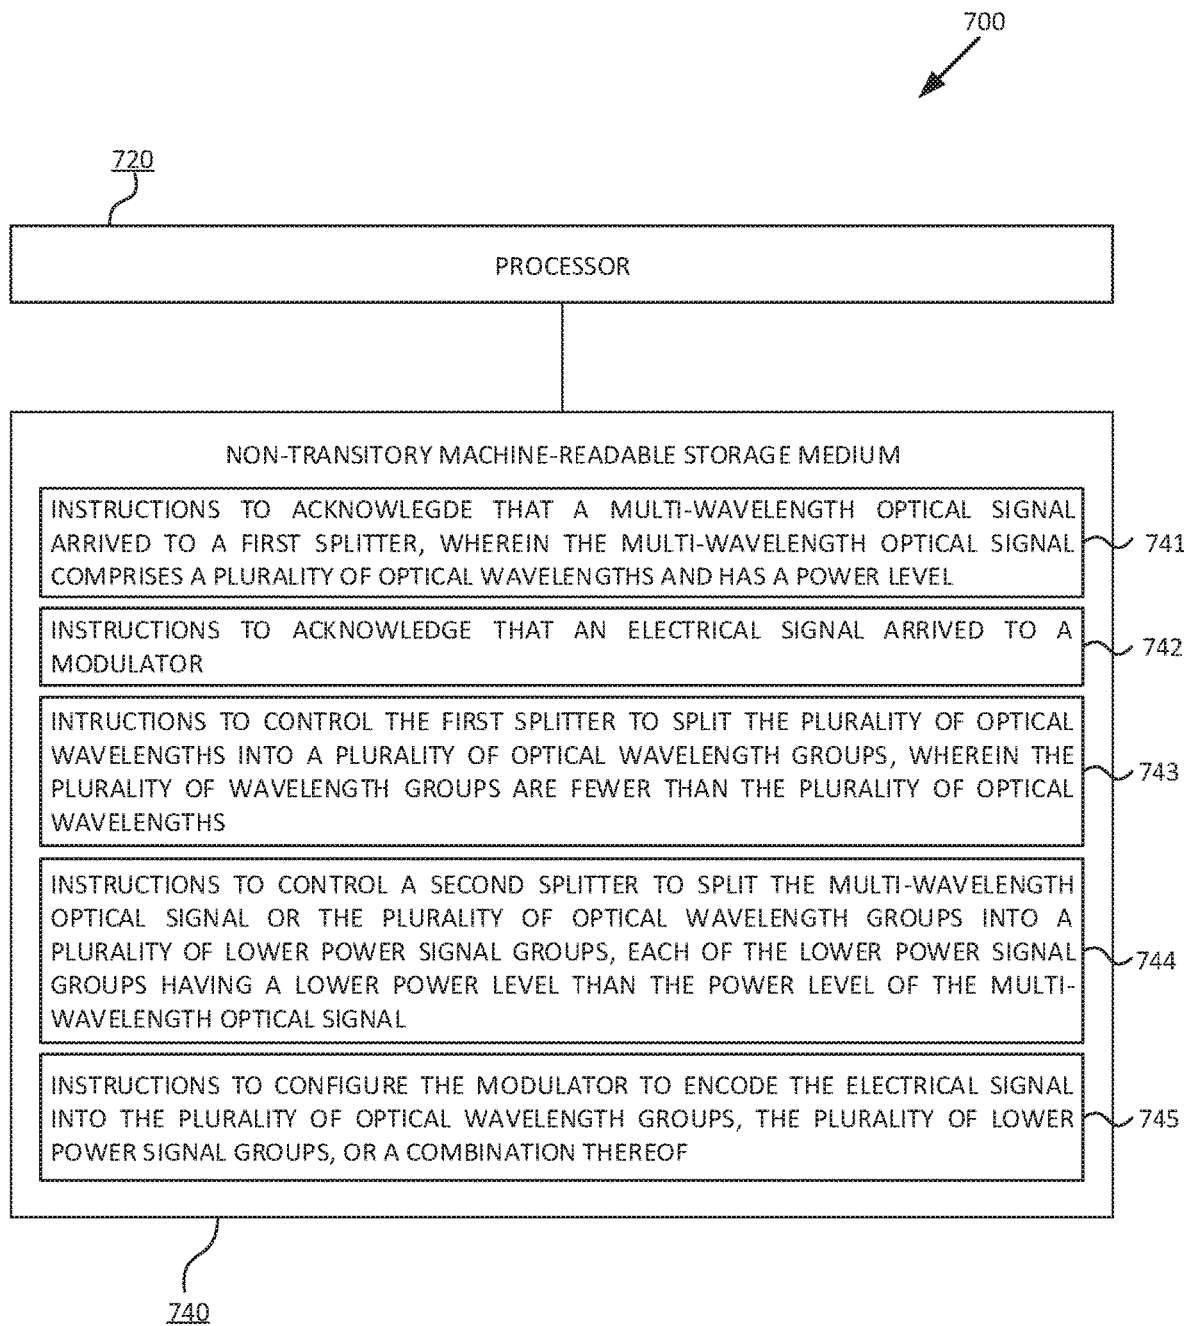 700
720
PROCESSOR
NON-TRANSITORY MACHINE-READABLE STORAGE MEDIUM
INSTRUCTIONS TO ACKNOWLEGDE THAT A MULTI-WAVELENGTH OPTICAL SIGNAL
ARRIVED TO A FIRST SPLITTER, WHEREIN THE MULTI-WAVELENGTH OPTICAL SIGNAL
COMPRISES A PLURALITY OF OPTICAL WAVELENGTHS AND HAS A POWER LEVEL
741
INSTRUCTIONS TO ACKNOWLEDGE THAT AN ELECTRICAL SIGNAL ARRIVED TO A
MODULATOR
742
INTRUCTIONS TO CONTROL THE FIRST SPLITTER TO SPLIT THE PLURALITY OF OPTICAL
WAVELENGTHS INTO A PLURALITY OF OPTICAL WAVELENGTH GROUPS, WHEREIN THE
PLURALITY OF WAVELENGTH GROUPS ARE FEWER THAN THE PLURALITY OF OPTICAL
WAVELENGTHS
743
INSTRUCTIONS TO CONTROL A SECOND SPLITTER TO SPLIT THE MULTI-WAVELENGTH
OPTICAL SIGNAL OR THE PLURALITY OF OPTICAL WAVELENGTH GROUPS INTO A
PLURALITY OF LOWER POWER SIGNAL GROUPS, EACH OF THE LOWER POWER SIGNAL
GROUPS HAVING A LOWER POWER LEVEL THAN THE POWER LEVEL OF THE MULTI-
WAVELENGTH OPTICAL SIGNAL
744
INSTRUCTIONS TO CONFIGURE THE MODULATOR TO ENCODE THE ELECTRICAL SIGNAL
INTO THE PLURALITY OF OPTICAL WAVELENGTH GROUPS, THE PLURALITY OF LOWER
POWER SIGNAL GROUPS, OR A COMBINATION THEREOF
745
740